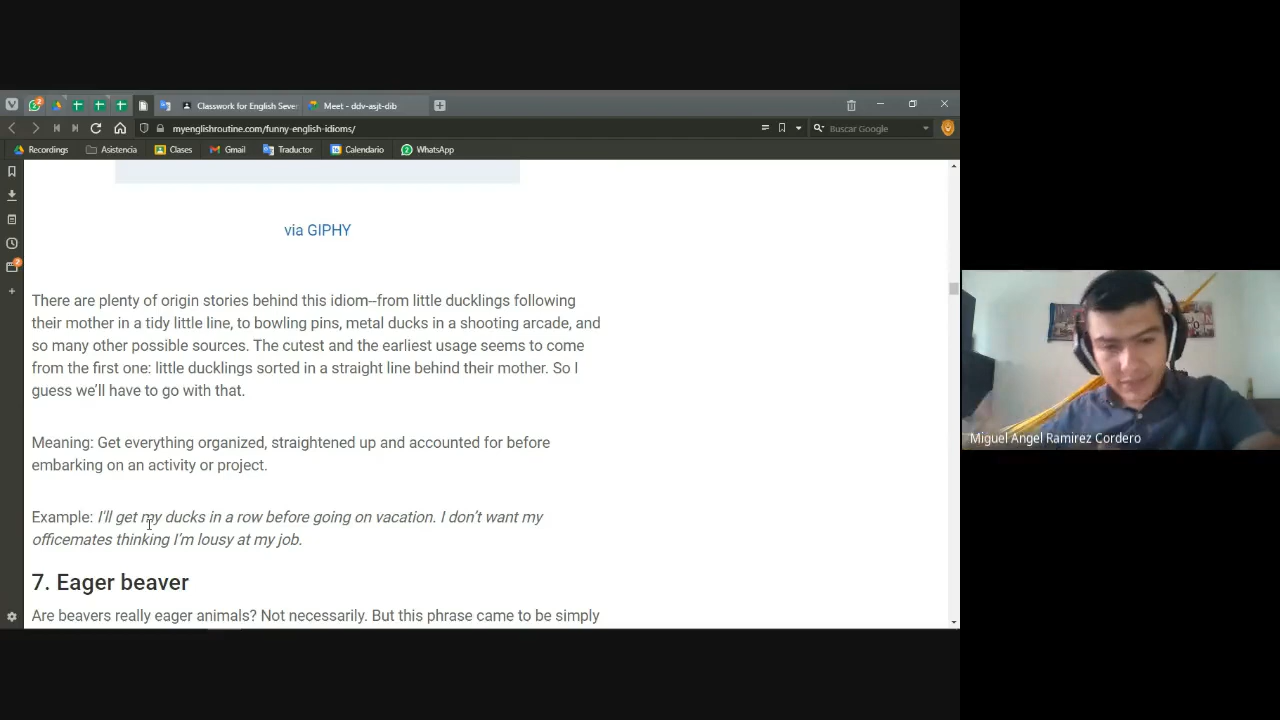 Classwork for English Seve
Meet - ddv-asjt-dib
myenglishroutine.com/funny-english-idioms/
Buscar Google
Recordings
Asistencia
Clases
Gmail
Traductor
Calendario
WhatsApp
via GIPHY
There are plenty of origin stories behind this idiom–from little ducklings following
their mother in a tidy little line, to bowling pins, metal ducks in a shooting arcade, and
so many other possible sources. The cutest and the earliest usage seems to come
from the first one: little ducklings sorted in a straight line behind their mother. So I
guess we’ll have to go with that.
Meaning: Get everything organized, straightened up and accounted for before
embarking on an activity or project.
Example: I'll get my ducks in a row before going on vacation. I don’t want my
officemates thinking I’m lousy at my job.
7. Eager beaver
Are beavers really eager animals? Not necessarily. But this phrase came to be simply
Miguel Angel Ramirez Cordero